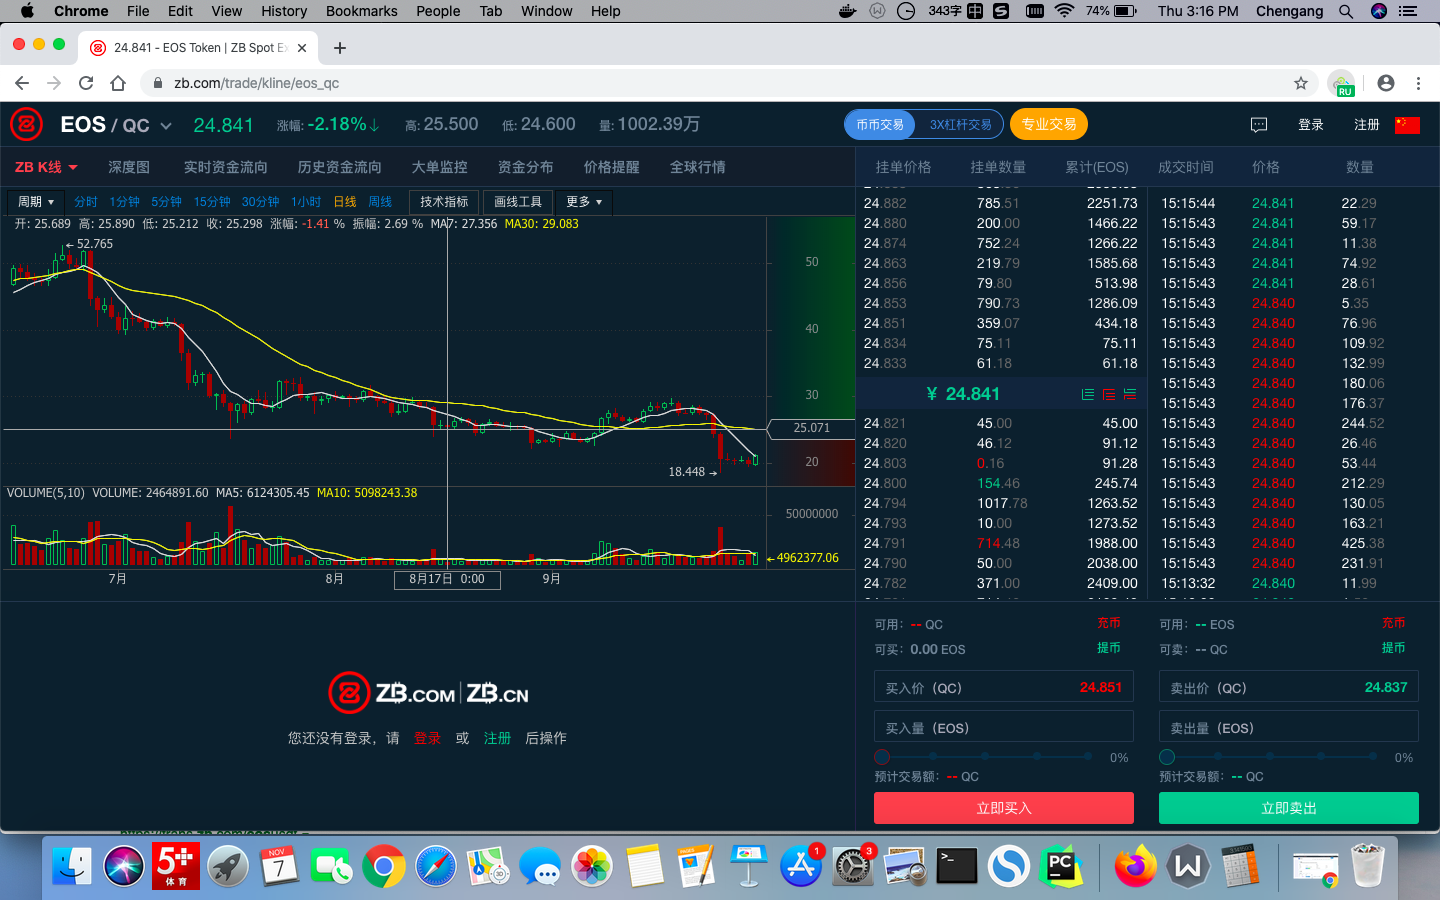 Chrome File Edit View History Bookmarks People Tab Window Help 343字 中 S 74% Thu 3:16 PM Chengang
24.841 - EOS Token | ZB Spot Ex
zb.com/trade/kline/eos_qc
RU
EOS / QC 24.841 涨幅: -2.18%↓ 高: 25.500 低: 24.600 量: 1002.39万 币币交易 3X杠杆交易 专业交易 登录 注册
ZB K线 深度图 实时资金流向 历史资金流向 大单监控 资金分布 价格提醒 全球行情
周期 分时 1分钟 5分钟 15分钟 30分钟 1小时 日线 周线 技术指标 画线工具 更多
开: 25.689 高: 25.890 低: 25.212 收: 25.298 涨幅: -1.41 % 振幅: 2.69 % MA7: 27.356 MA30: 29.083
←52.765
50
40
30
25.071
20
18.448→
VOLUME(5,10) VOLUME: 2464891.60 MA5: 6124305.45 MA10: 5098243.38
50000000
←4962377.06
7月 8月 8月17日 0:00 9月
挂单价格 挂单数量 累计(EOS)
24.882 785.51 2251.73
24.880 200.00 1466.22
24.874 752.24 1266.22
24.863 219.79 1585.68
24.856 79.80 513.98
24.853 790.73 1286.09
24.851 359.07 434.18
24.834 75.11 75.11
24.833 61.18 61.18
¥ 24.841
24.821 45.00 45.00
24.820 46.12 91.12
24.803 0.16 91.28
24.800 154.46 245.74
24.794 1017.78 1263.52
24.793 10.00 1273.52
24.791 714.48 1988.00
24.790 50.00 2038.00
24.782 371.00 2409.00
成交时间 价格 数量
15:15:44 24.841 22.29
15:15:43 24.841 59.17
15:15:43 24.841 11.38
15:15:43 24.841 74.92
15:15:43 24.841 28.61
15:15:43 24.840 5.35
15:15:43 24.840 76.96
15:15:43 24.840 109.92
15:15:43 24.840 132.99
15:15:43 24.840 180.06
15:15:43 24.840 176.37
15:15:43 24.840 244.52
15:15:43 24.840 26.46
15:15:43 24.840 53.44
15:15:43 24.840 212.29
15:15:43 24.840 130.05
15:15:43 24.840 163.21
15:15:43 24.840 425.38
15:15:43 24.840 231.91
15:13:32 24.840 11.99
ZB.COM | ZB.CN
您还没有登录，请 登录 或 注册 后操作
可用: -- QC 充币
可买: 0.00 EOS 提币
买入价（QC） 24.851
买入量（EOS）
0%
预计交易额: -- QC
立即买入
可用: -- EOS 充币
可卖: -- QC 提币
卖出价（QC） 24.837
卖出量（EOS）
0%
预计交易额: -- QC
立即卖出
5+
体育
NOV
7
3D
1
3
>_
PC
W